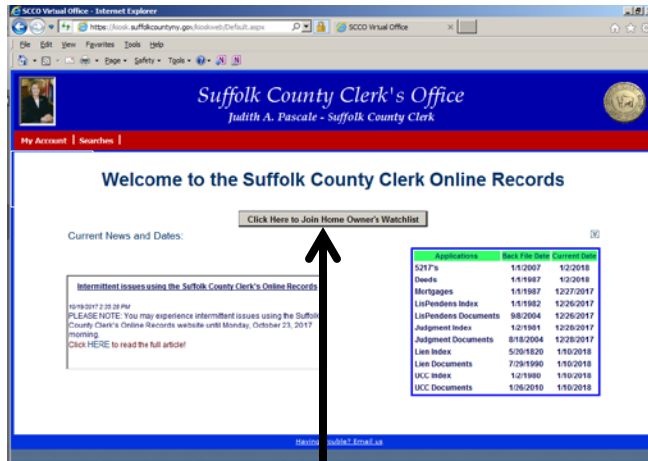 SCCO Virtual Office - Internet Explorer
https://kiosk.suffolkcountyny.gov/kioskweb/Default.aspx
SCCO Virtual Office
File Edit View Favorites Tools Help
Page Safety Tools
Suffolk County Clerk's Office
Judith A. Pascale - Suffolk County Clerk
My Account | Searches |
Welcome to the Suffolk County Clerk Online Records
Click Here to Join Home Owner's Watchlist
Current News and Dates:
Intermittent issues using the Suffolk County Clerk's Online Records
10/19/2017 2:35:28 PM
PLEASE NOTE: You may experience intermittent issues using the Suffolk
County Clerk's Online Records website until Monday, October 23, 2017
morning.
Click HERE to read the full article!
Applications Back File Date Current Date
5217's 1/1/2007 1/2/2018
Deeds 1/1/1987 1/2/2018
Mortgages 1/1/1987 12/27/2017
LisPendens Index 1/1/1982 12/26/2017
LisPendens Documents 9/8/2004 12/26/2017
Judgment Index 1/2/1981 12/28/2017
Judgment Documents 8/18/2004 12/28/2017
Lien Index 5/20/1820 1/10/2018
Lien Documents 7/29/1990 1/10/2018
UCC Index 1/2/1980 1/10/2018
UCC Documents 1/26/2010 1/10/2018
Having Email us